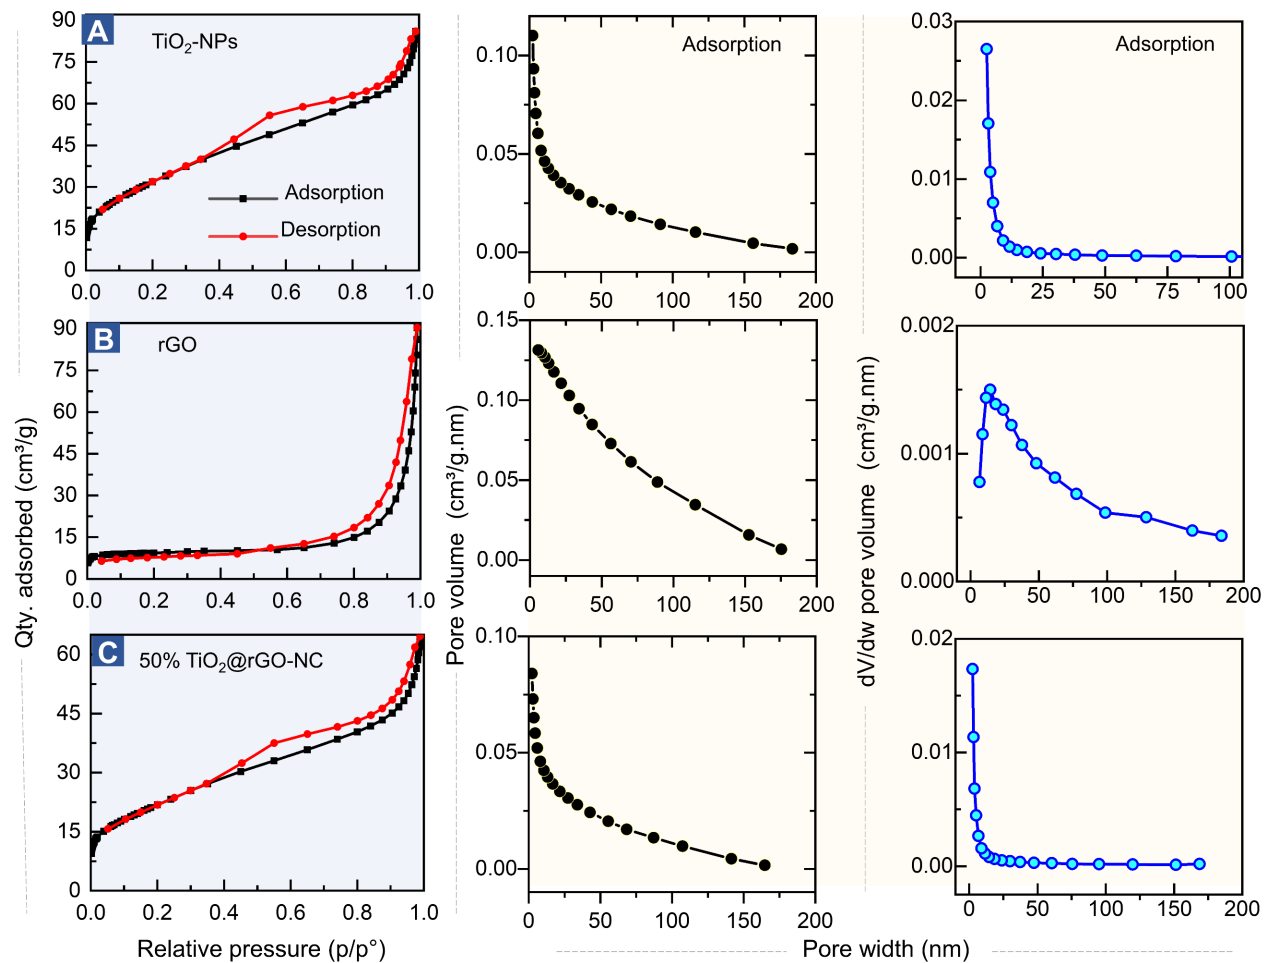 Qty. adsorbed (cm³/g)
A
TiO₂-NPs
90
75
60
45
30
15
0
Adsorption
Desorption
0.0 0.2 0.4 0.6 0.8 1.0
Pore volume (cm³/g.nm)
Adsorption
0.10
0.05
0.00
0 50 100 150 200
dV/dw pore volume (cm³/g.nm)
Adsorption
0.03
0.02
0.01
0.00
0 25 50 75 100
B
rGO
90
75
60
45
30
15
0
0.0 0.2 0.4 0.6 0.8 1.0
0.15
0.10
0.05
0.00
0 50 100 150 200
0.002
0.001
0.000
0 50 100 150 200
C
50% TiO₂@rGO-NC
60
45
30
15
0
0.0 0.2 0.4 0.6 0.8 1.0
0.10
0.05
0.00
0 50 100 150 200
0.02
0.01
0.00
0 50 100 150 200
Relative pressure (p/p°)
Pore width (nm)